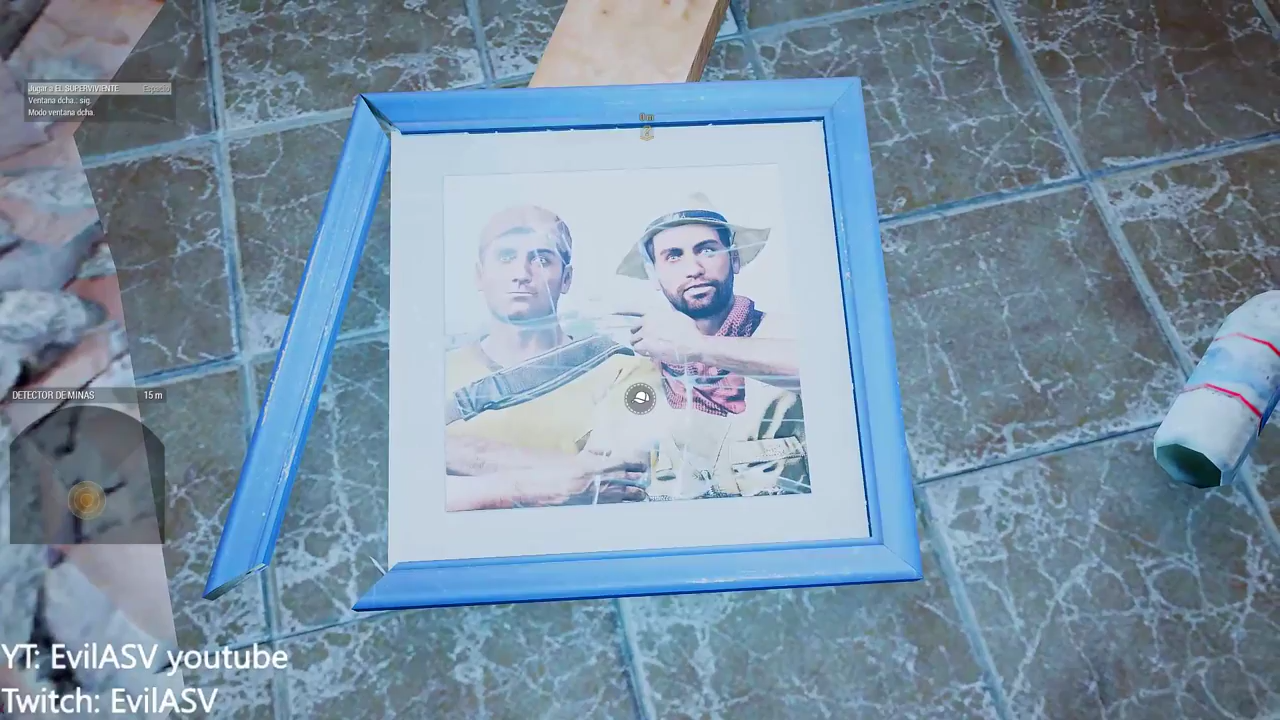 Jugar a EL SUPERVIVIENTE Espacio
Ventana dcha.: sig.
Modo ventana dcha.
0 m
DETECTOR DE MINAS 15 m
YT: EvilASV youtube
Twitch: EvilASV